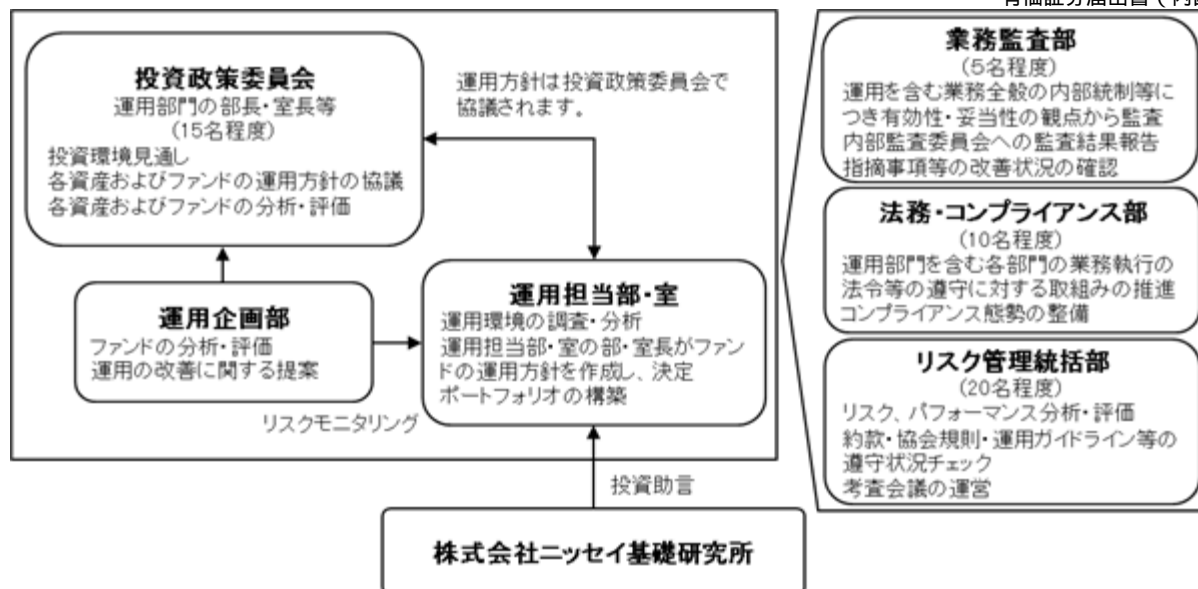 有価証券届出書（内
投資政策委員会
運用部門の部長・室長等
(15名程度)
投資環境見通し
各資産およびファンドの運用方針の協議
各資産およびファンドの分析・評価
運用方針は投資政策委員会で
協議されます。
運用企画部
ファンドの分析・評価
運用の改善に関する提案
リスクモニタリング
運用担当部・室
運用環境の調査・分析
運用担当部・室の部・室長がファン
ドの運用方針を作成し、決定
ポートフォリオの構築
投資助言
株式会社ニッセイ基礎研究所
業務監査部
(5名程度)
運用を含む業務全般の内部統制等に
つき有効性・妥当性の観点から監査
内部監査委員会への監査結果報告
指摘事項等の改善状況の確認
法務・コンプライアンス部
(10名程度)
運用部門を含む各部門の業務執行の
法令等の遵守に対する取組みの推進
コンプライアンス態勢の整備
リスク管理統括部
(20名程度)
リスク、パフォーマンス分析・評価
約款・協会規則・運用ガイドライン等の
遵守状況チェック
考査会議の運営